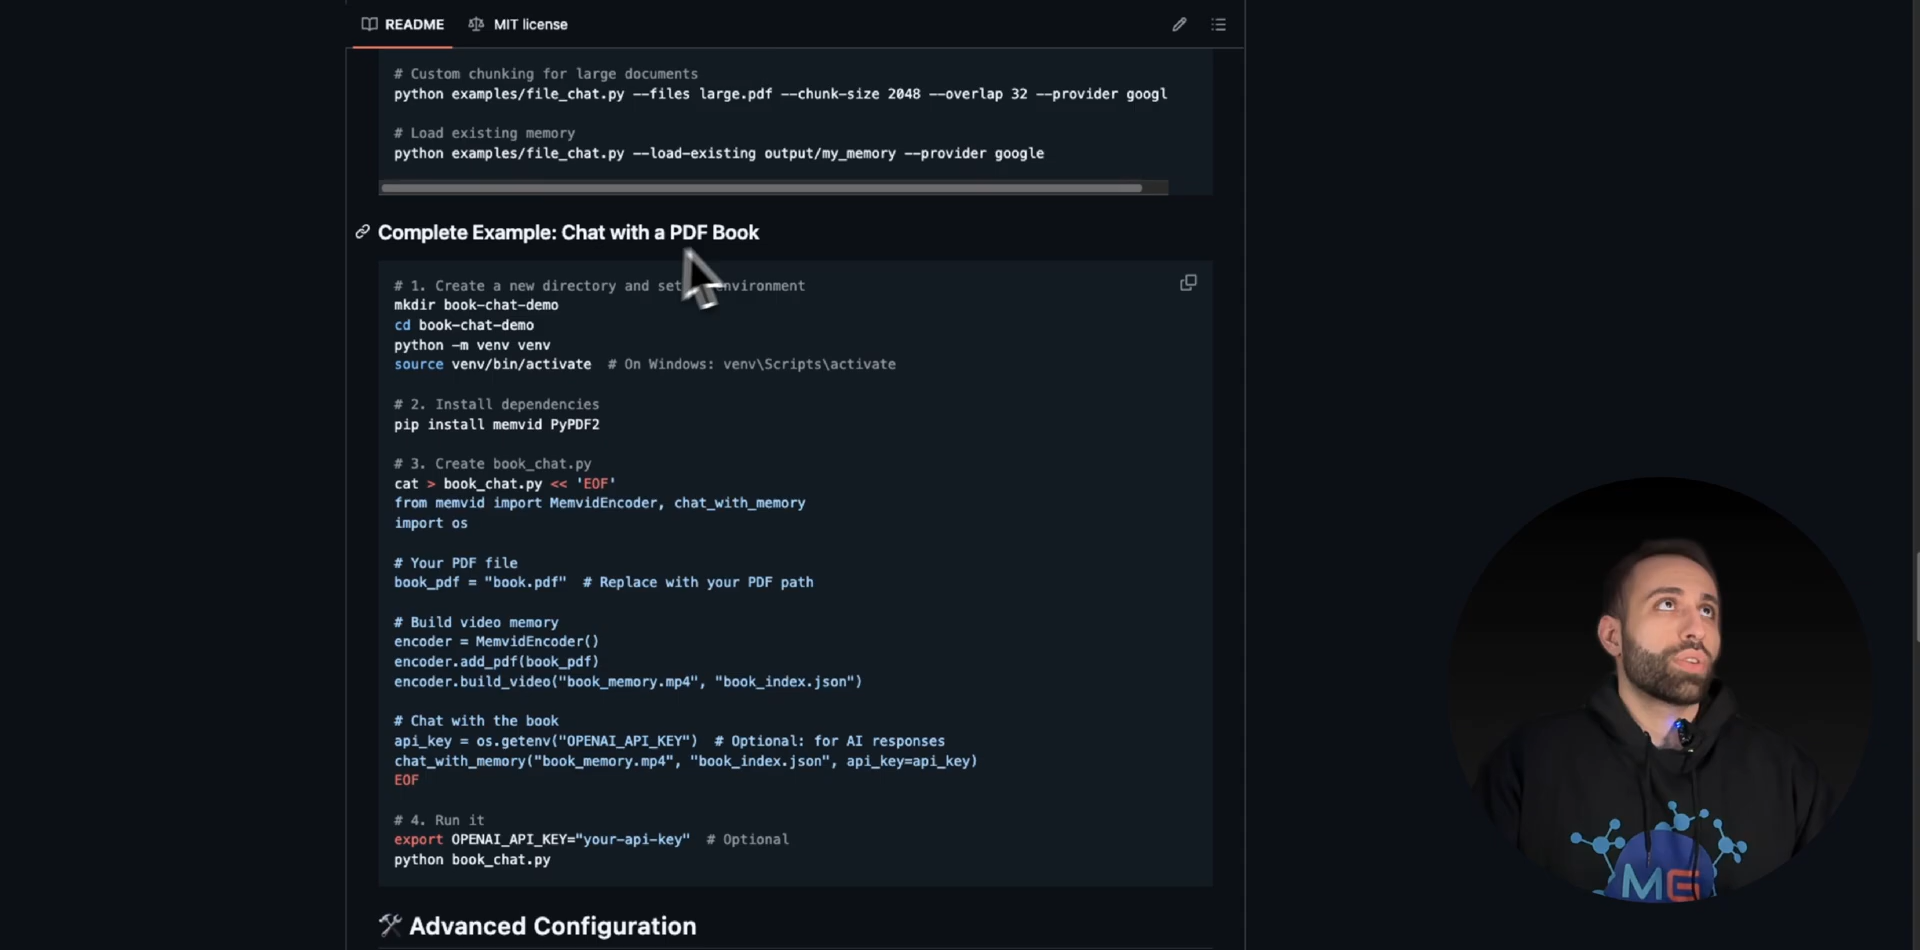 README MIT license
# Custom chunking for large documents
python examples/file_chat.py --files large.pdf --chunk-size 2048 --overlap 32 --provider googl
# Load existing memory
python examples/file_chat.py --load-existing output/my_memory --provider google
Complete Example: Chat with a PDF Book
# 1. Create a new directory and set environment
mkdir book-chat-demo
cd book-chat-demo
python -m venv venv
source venv/bin/activate  # On Windows: venv\Scripts\activate
# 2. Install dependencies
pip install memvid PyPDF2
# 3. Create book_chat.py
cat > book_chat.py << 'EOF'
from memvid import MemvidEncoder, chat_with_memory
import os
# Your PDF file
book_pdf = "book.pdf"  # Replace with your PDF path
# Build video memory
encoder = MemvidEncoder()
encoder.add_pdf(book_pdf)
encoder.build_video("book_memory.mp4", "book_index.json")
# Chat with the book
api_key = os.getenv("OPENAI_API_KEY")  # Optional: for AI responses
chat_with_memory("book_memory.mp4", "book_index.json", api_key=api_key)
EOF
# 4. Run it
export OPENAI_API_KEY="your-api-key"  # Optional
python book_chat.py
🛠 Advanced Configuration
ME